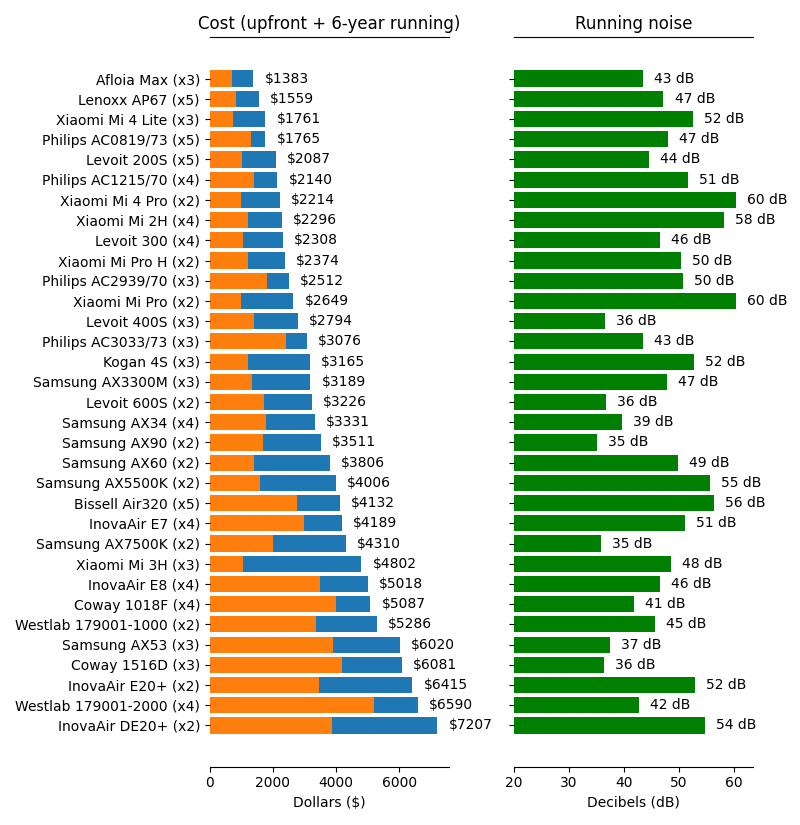 Cost (upfront + 6-year running) Running noise
Afloia Max (x3) $1383 43 dB
Lenoxx AP67 (x5) $1559 47 dB
Xiaomi Mi 4 Lite (x3) $1761 52 dB
Philips AC0819/73 (x5) $1765 47 dB
Levoit 200S (x5) $2087 44 dB
Philips AC1215/70 (x4) $2140 51 dB
Xiaomi Mi 4 Pro (x2) $2214 60 dB
Xiaomi Mi 2H (x4) $2296 58 dB
Levoit 300 (x4) $2308 46 dB
Xiaomi Mi Pro H (x2) $2374 50 dB
Philips AC2939/70 (x3) $2512 50 dB
Xiaomi Mi Pro (x2) $2649 60 dB
Levoit 400S (x3) $2794 36 dB
Philips AC3033/73 (x3) $3076 43 dB
Kogan 4S (x3) $3165 52 dB
Samsung AX3300M (x3) $3189 47 dB
Levoit 600S (x2) $3226 36 dB
Samsung AX34 (x4) $3331 39 dB
Samsung AX90 (x2) $3511 35 dB
Samsung AX60 (x2) $3806 49 dB
Samsung AX5500K (x2) $4006 55 dB
Bissell Air320 (x5) $4132 56 dB
InovaAir E7 (x4) $4189 51 dB
Samsung AX7500K (x2) $4310 35 dB
Xiaomi Mi 3H (x3) $4802 48 dB
InovaAir E8 (x4) $5018 46 dB
Coway 1018F (x4) $5087 41 dB
Westlab 179001-1000 (x2) $5286 45 dB
Samsung AX53 (x3) $6020 37 dB
Coway 1516D (x3) $6081 36 dB
InovaAir E20+ (x2) $6415 52 dB
Westlab 179001-2000 (x4) $6590 42 dB
InovaAir DE20+ (x2) $7207 54 dB
0 2000 4000 6000 20 30 40 50 60
Dollars ($) Decibels (dB)